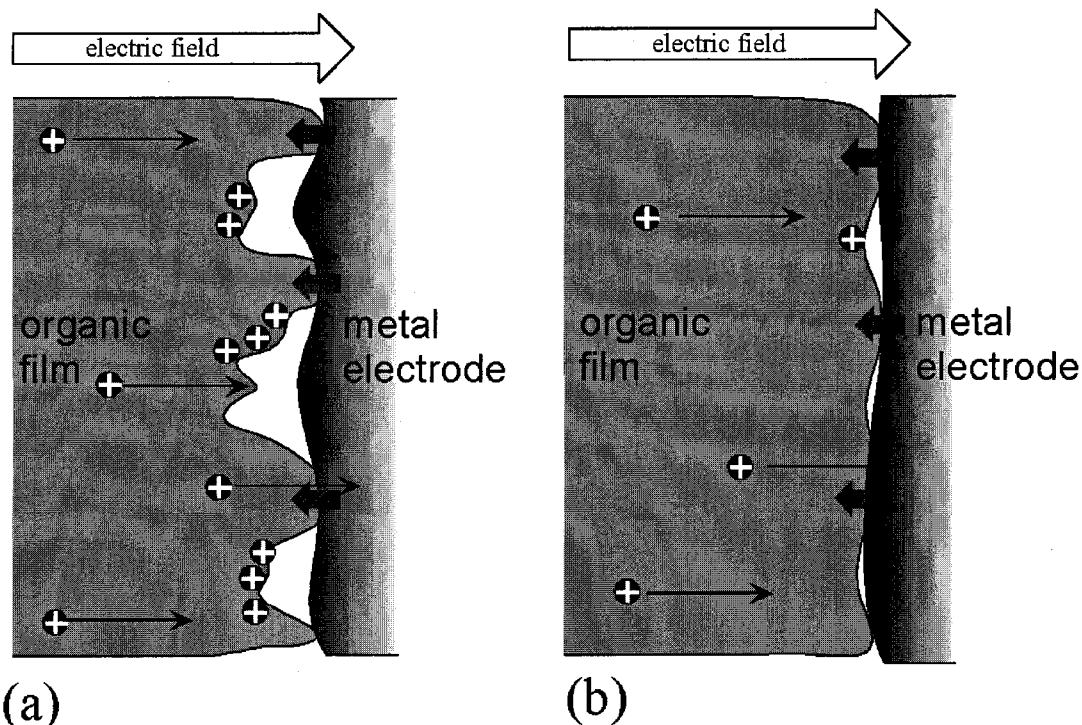 electric field
organic
film
metal
electrode
(a)
electric field
organic
film
metal
electrode
(b)